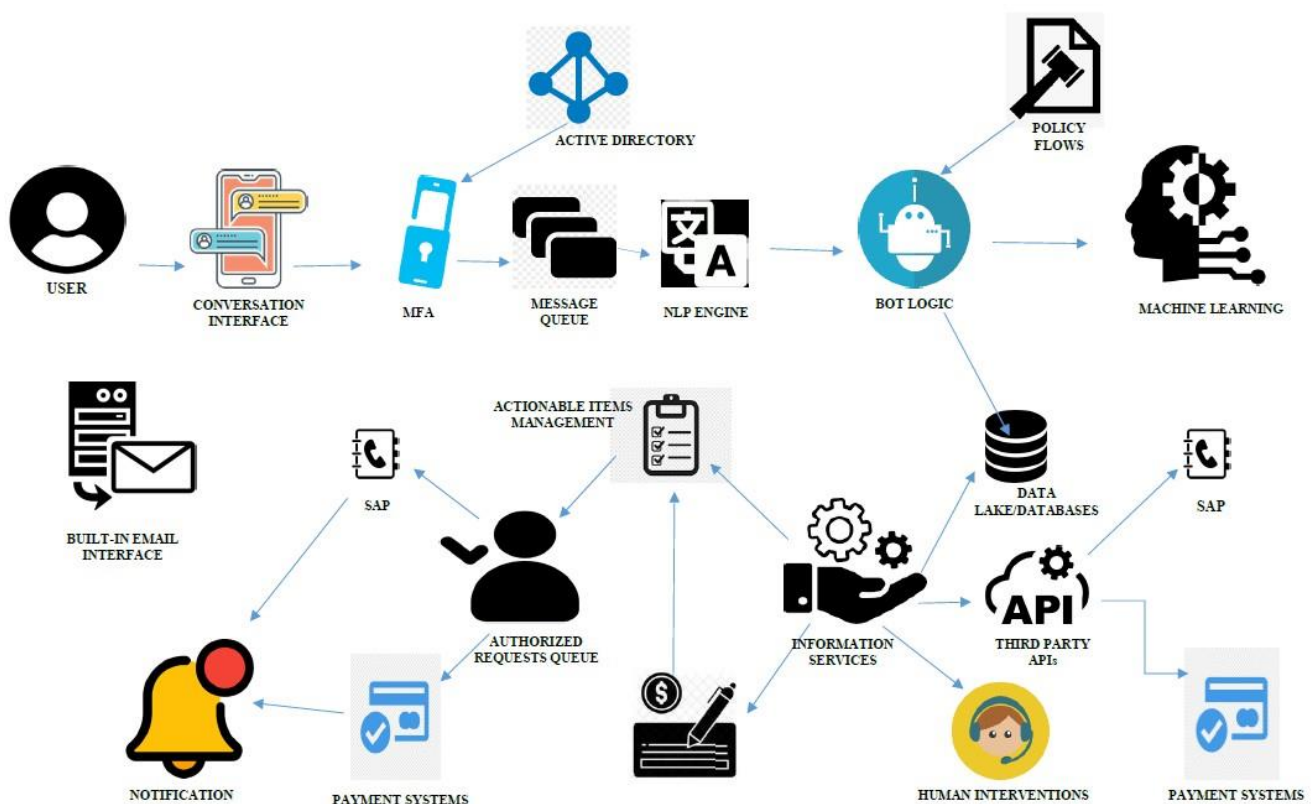 ACTIVE DIRECTORY
POLICY
FLOWS
USER
CONVERSATION
INTERFACE
MFA
MESSAGE
QUEUE
文
A
NLP ENGINE
BOT LOGIC
MACHINE LEARNING
ACTIONABLE ITEMS
MANAGEMENT
BUILT-IN EMAIL
INTERFACE
SAP
DATA
LAKE/DATABASES
SAP
AUTHORIZED
REQUESTS QUEUE
INFORMATION
SERVICES
API
THIRD PARTY
APIs
$
NOTIFICATION
PAYMENT SYSTEMS
HUMAN INTERVENTIONS
PAYMENT SYSTEMS